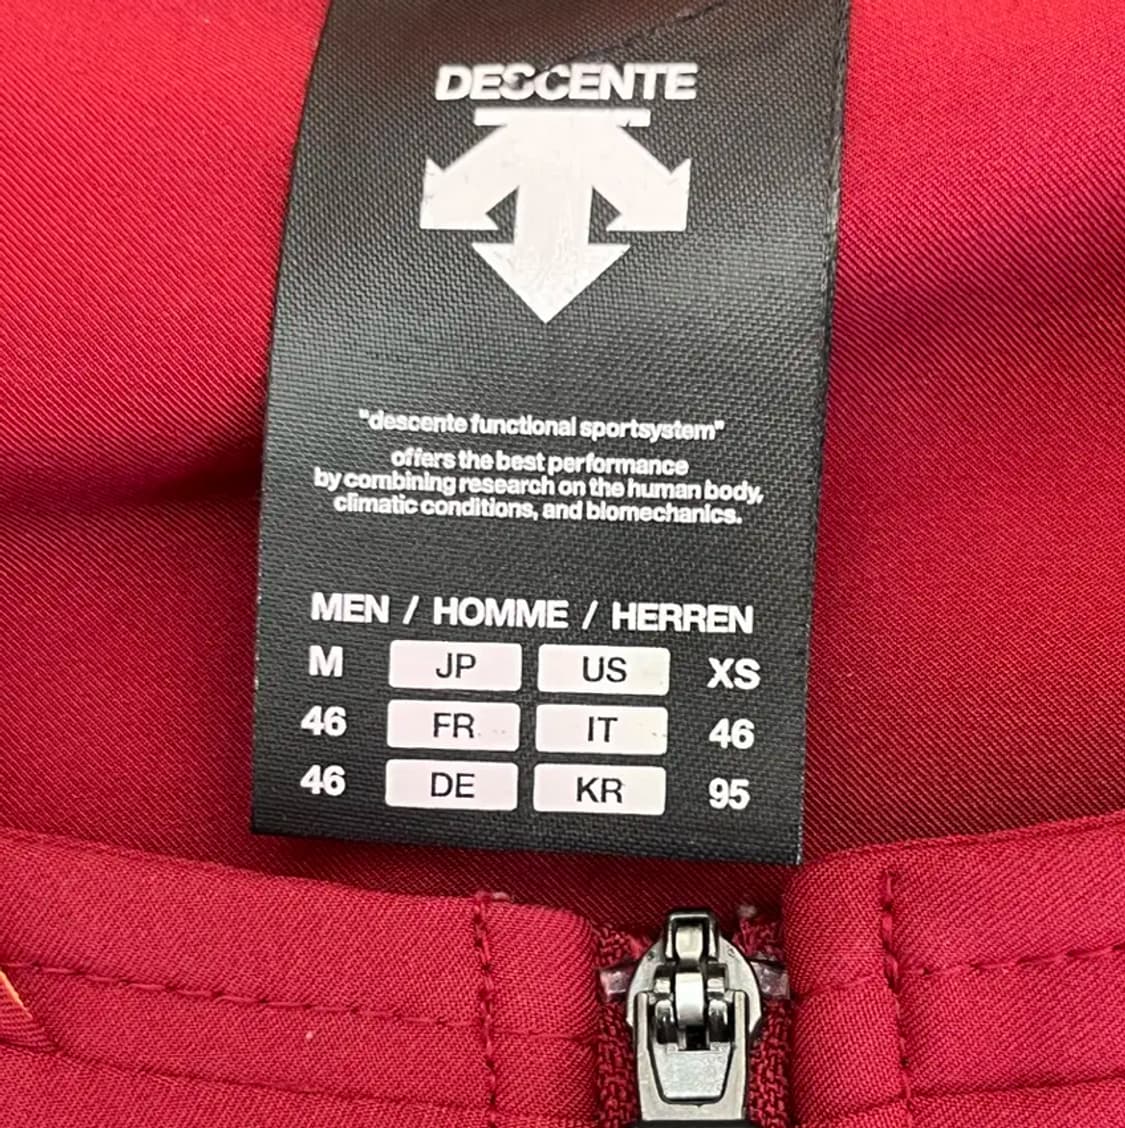 DESCENTE
"descente functional sportsystem"
offers the best performance
by combining research on the human body,
climatic conditions, and biomechanics.
MEN / HOMME / HERREN
M JP US XS
46 FR IT 46
46 DE KR 95